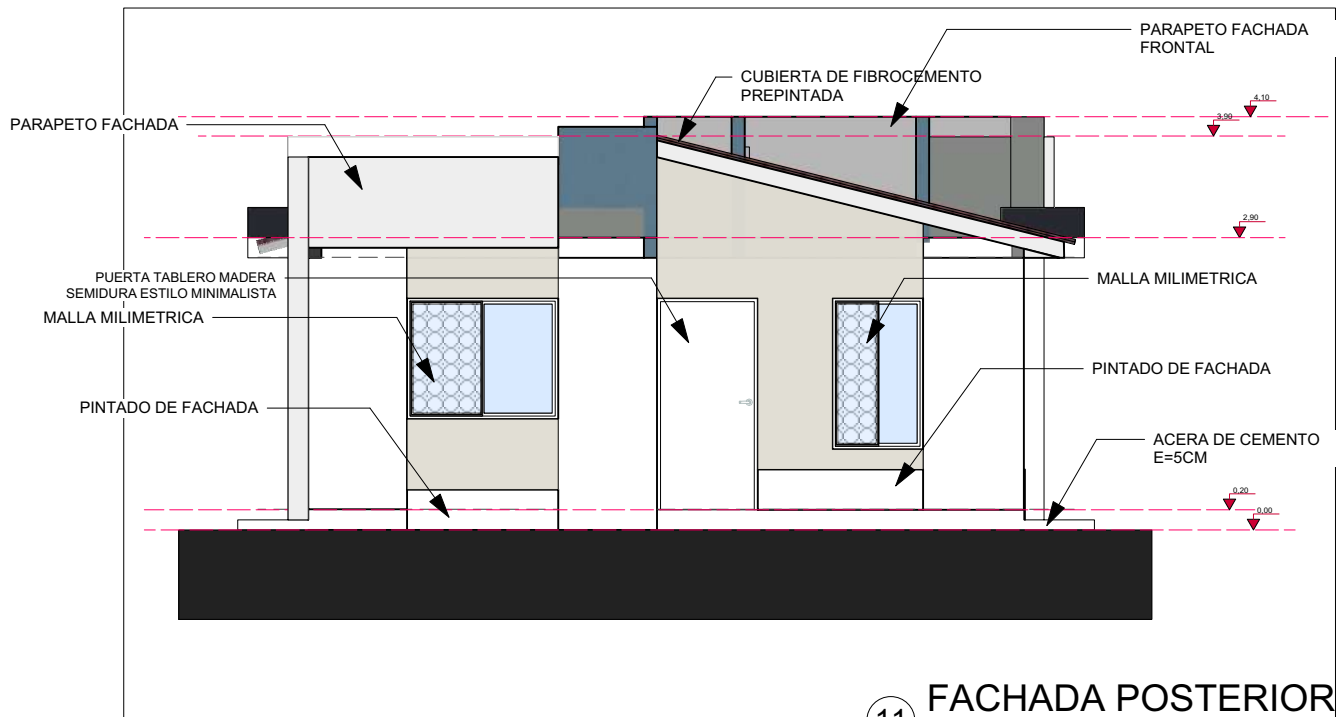 PARAPETO FACHADA
FRONTAL
CUBIERTA DE FIBROCEMENTO
PREPINTADA
4,10
3,90
PARAPETO FACHADA
2,90
PUERTA TABLERO MADERA
SEMIDURA ESTILO MINIMALISTA
MALLA MILIMETRICA
MALLA MILIMETRICA
PINTADO DE FACHADA
PINTADO DE FACHADA
ACERA DE CEMENTO
E=5CM
0,20
0,00
11
FACHADA POSTERIOR